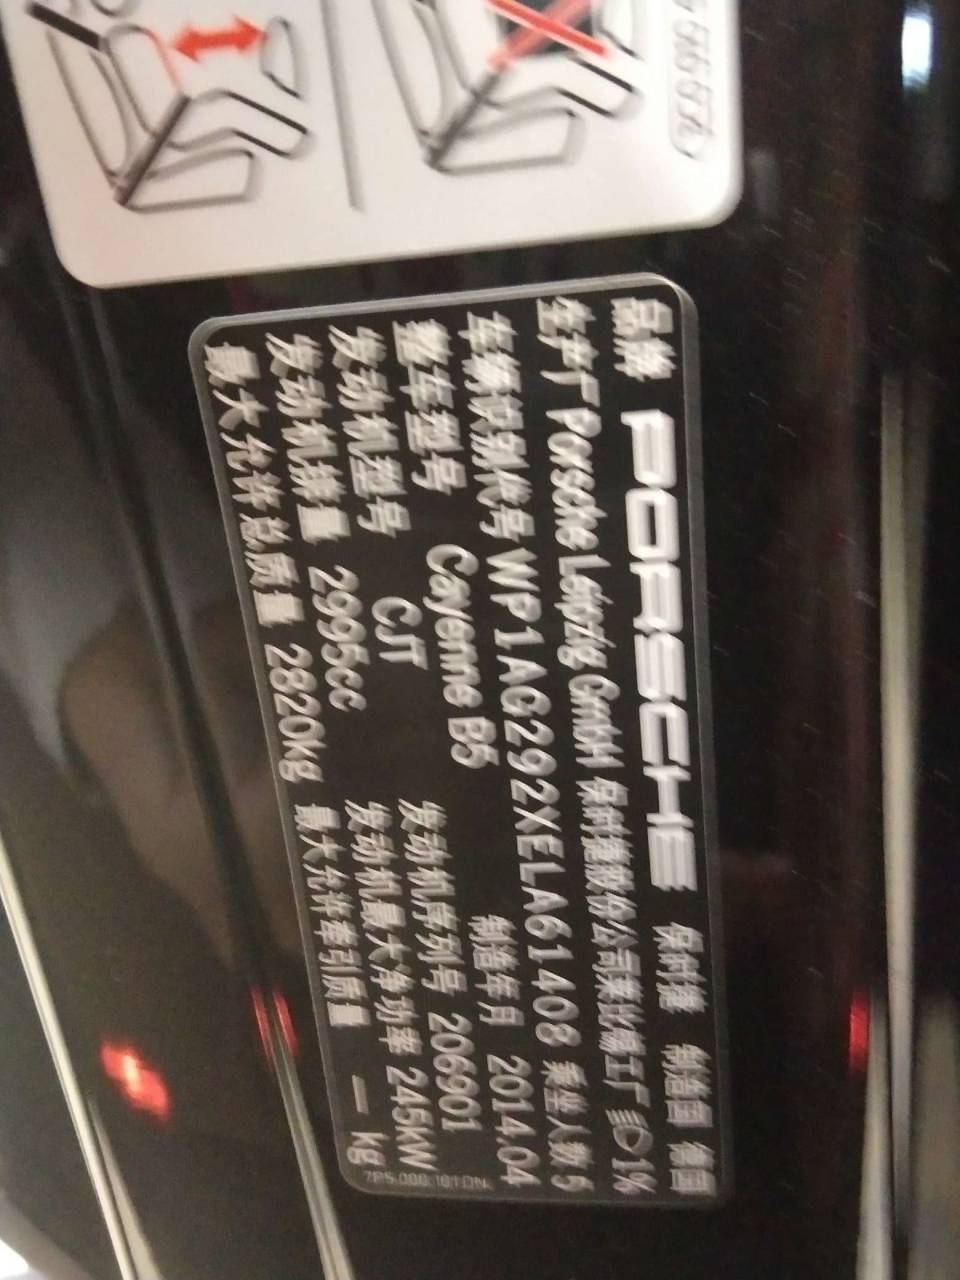 品牌 PORSCHE 保时捷 制造国 德国
生产厂 Porsche Leipzig GmbH 保时捷股份公司莱比锡工厂 1%
车辆识别代号 WP1AG292XELA61408 乘坐人数 5
整车型号 Cayenne B5 制造年月 2014.04
发动机型号 CJT 发动机序列号 206901
发动机排量 2995cc 发动机最大净功率 245kW
最大允许总质量 2820kg 最大允许牵引质量 — kg
7P5.000.101.DN